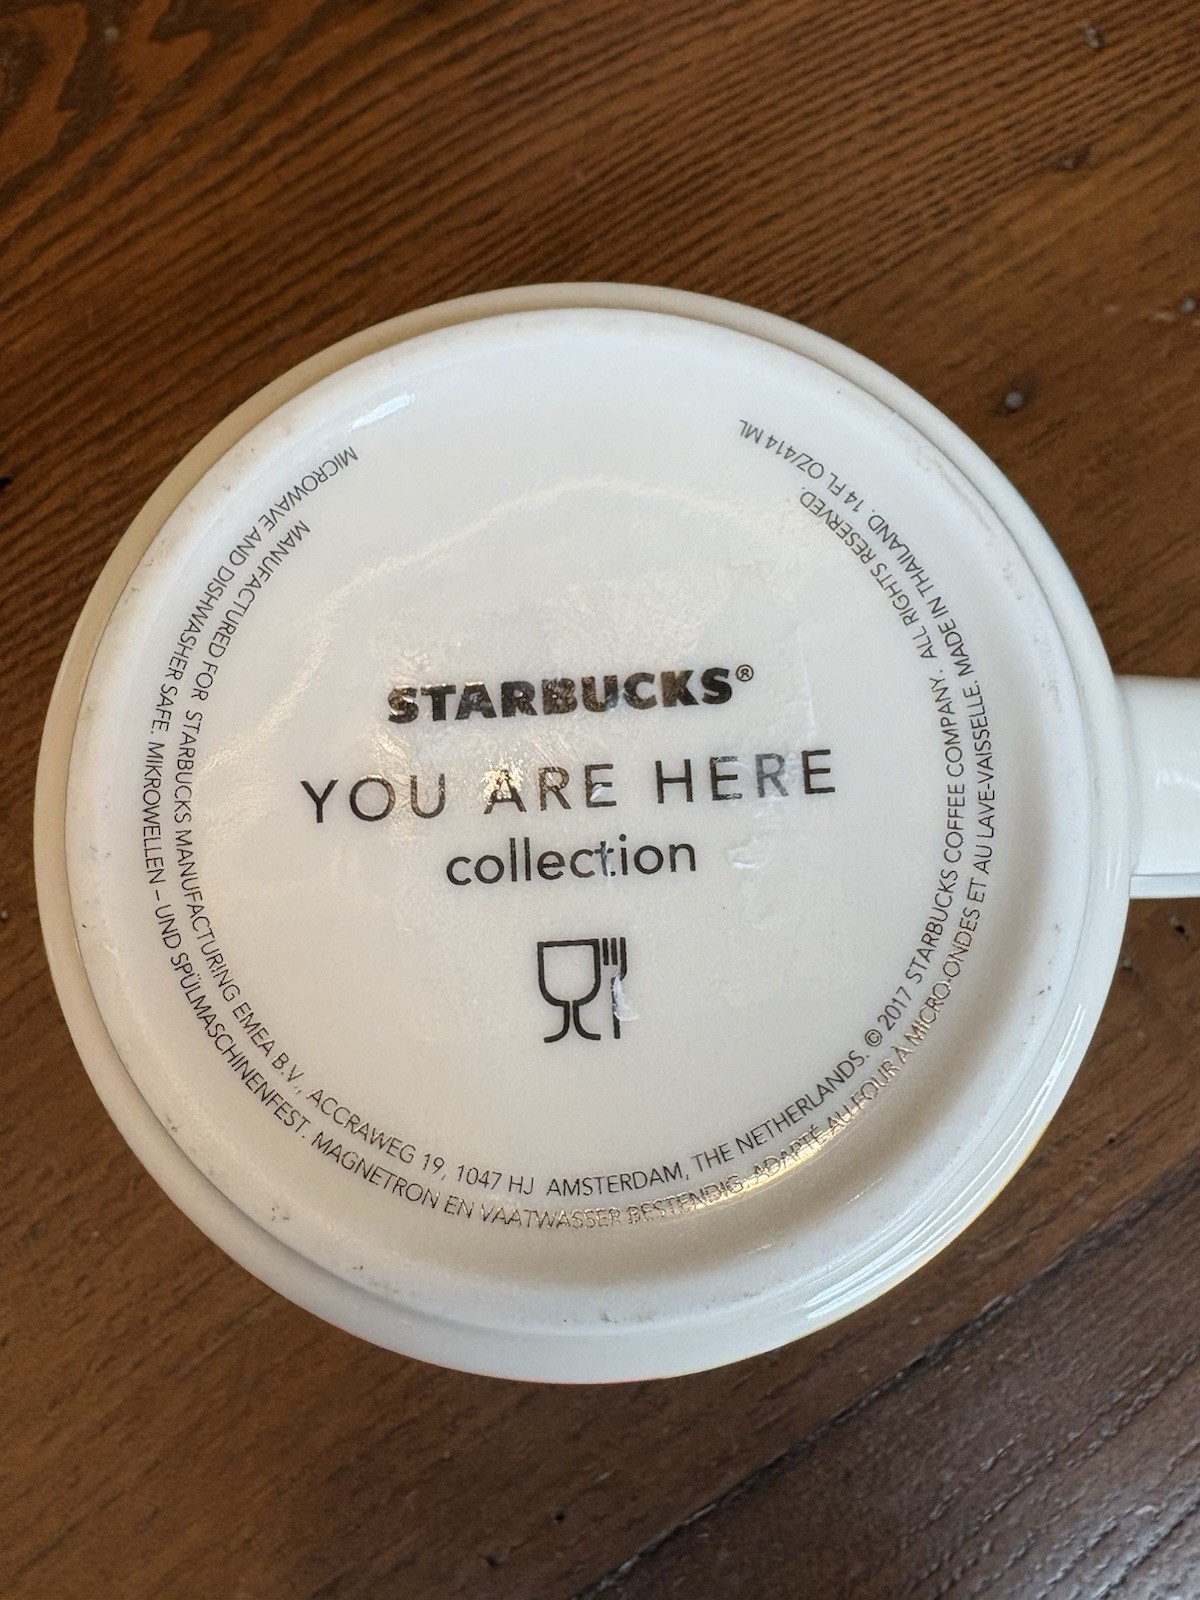 STARBUCKS®
YOU ARE HERE
collection
MANUFACTURED FOR STARBUCKS MANUFACTURING EMEA B.V., ACCRAWEG 19, 1047 HJ AMSTERDAM, THE NETHERLANDS. © 2017 STARBUCKS COFFEE COMPANY. ALL RIGHTS RESERVED.
MICROWAVE AND DISHWASHER SAFE. MIKROWELLEN – UND SPÜLMASCHINENFEST. MAGNETRON EN VAATWASSER BESTENDIG. ADAPTÉ AU FOUR À MICRO-ONDES ET AU LAVE-VAISSELLE. MADE IN THAILAND. 14 FL OZ/414 ML